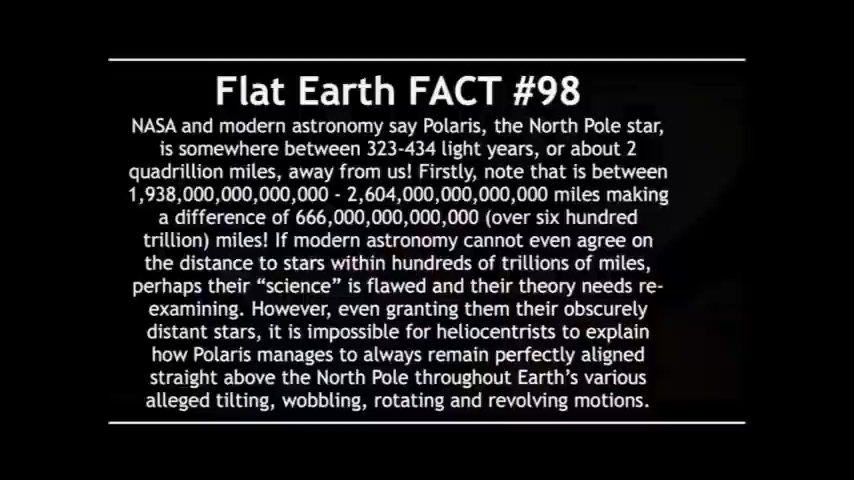 Flat Earth FACT #98
NASA and modern astronomy say Polaris, the North Pole star,
is somewhere between 323-434 light years, or about 2
quadrillion miles, away from us! Firstly, note that is between
1,938,000,000,000,000 - 2,604,000,000,000,000 miles making
a difference of 666,000,000,000,000 (over six hundred
trillion) miles! If modern astronomy cannot even agree on
the distance to stars within hundreds of trillions of miles,
perhaps their “science” is flawed and their theory needs re-
examining. However, even granting them their obscurely
distant stars, it is impossible for heliocentrists to explain
how Polaris manages to always remain perfectly aligned
straight above the North Pole throughout Earth’s various
alleged tilting, wobbling, rotating and revolving motions.